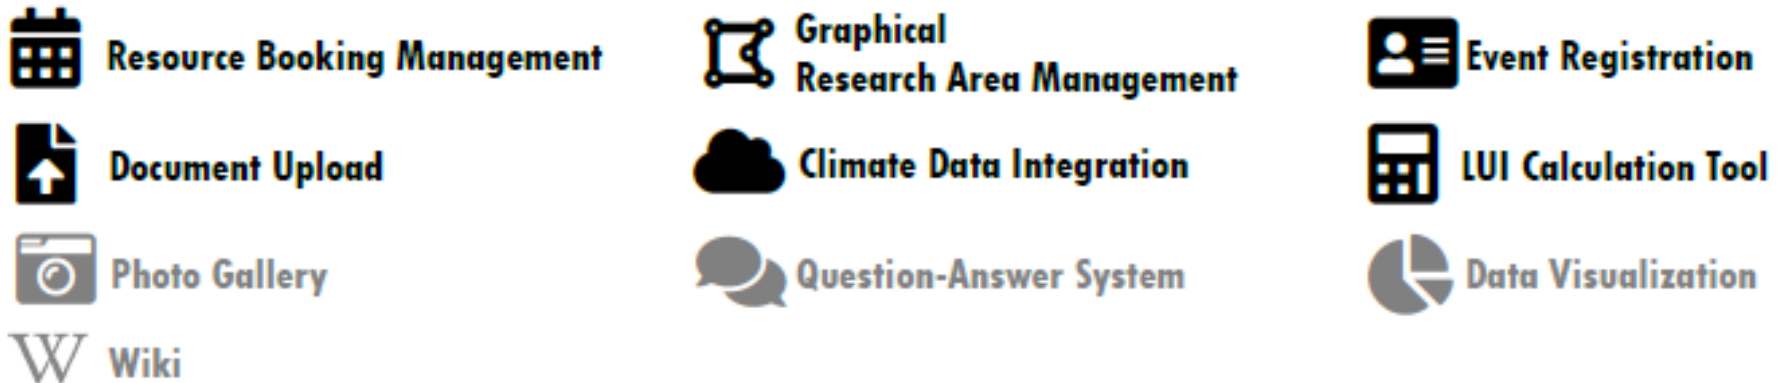 Resource Booking Management
Graphical
Research Area Management
Event Registration
Document Upload
Climate Data Integration
LUI Calculation Tool
Photo Gallery
Question-Answer System
Data Visualization
W Wiki